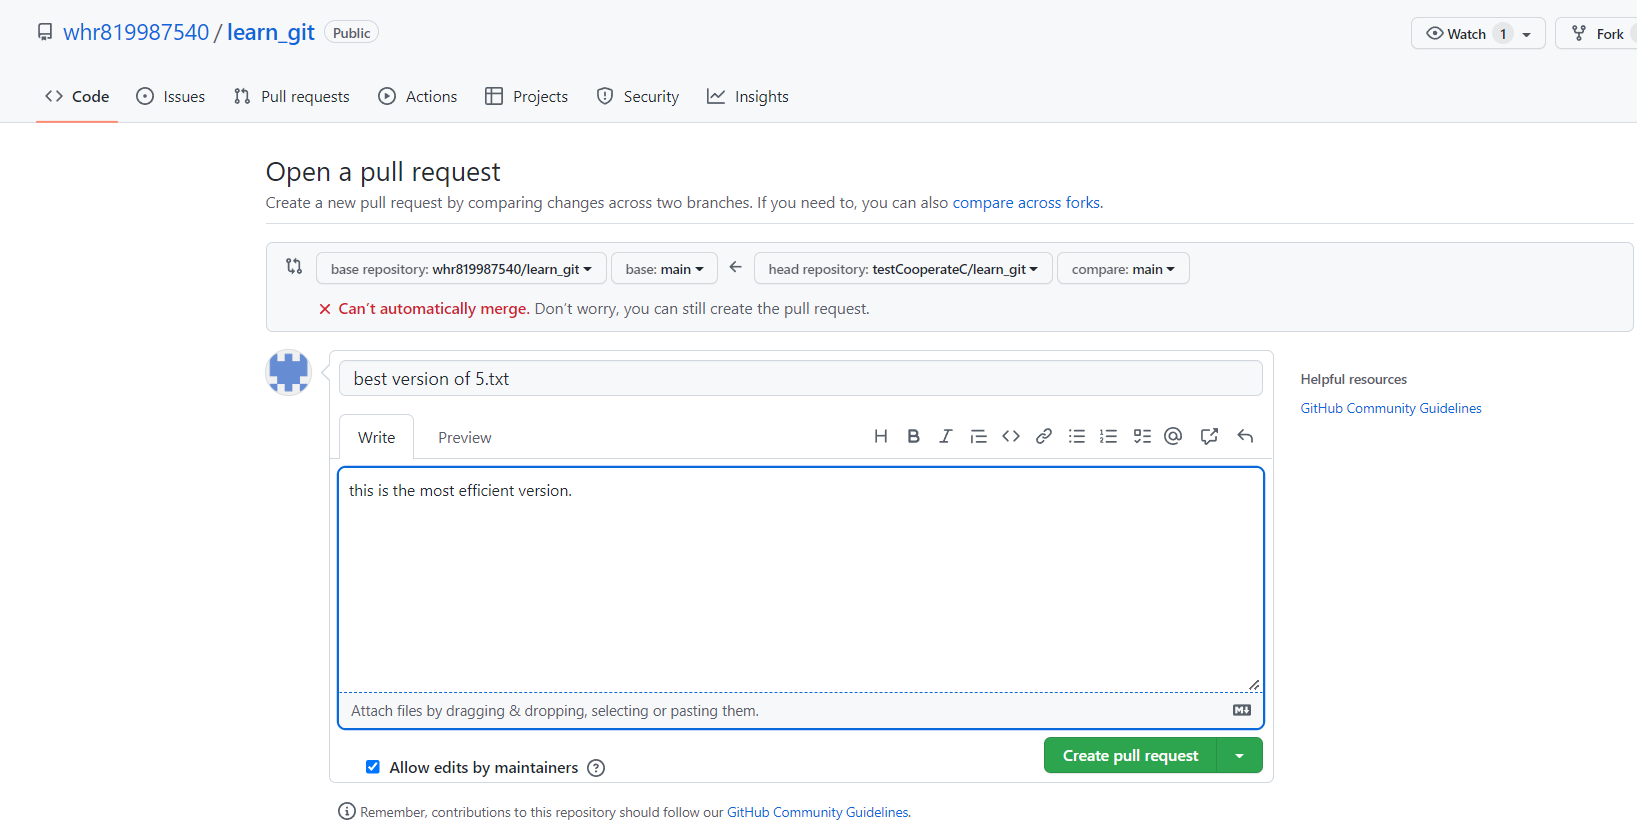 whr819987540 / learn_git Public
Watch 1
Fork
Code Issues Pull requests Actions Projects Security Insights
Open a pull request
Create a new pull request by comparing changes across two branches. If you need to, you can also compare across forks.
base repository: whr819987540/learn_git base: main head repository: testCooperateC/learn_git compare: main
Can’t automatically merge. Don’t worry, you can still create the pull request.
best version of 5.txt
Helpful resources
GitHub Community Guidelines
Write Preview
this is the most efficient version.
Attach files by dragging & dropping, selecting or pasting them.
Create pull request
Allow edits by maintainers
Remember, contributions to this repository should follow our GitHub Community Guidelines.